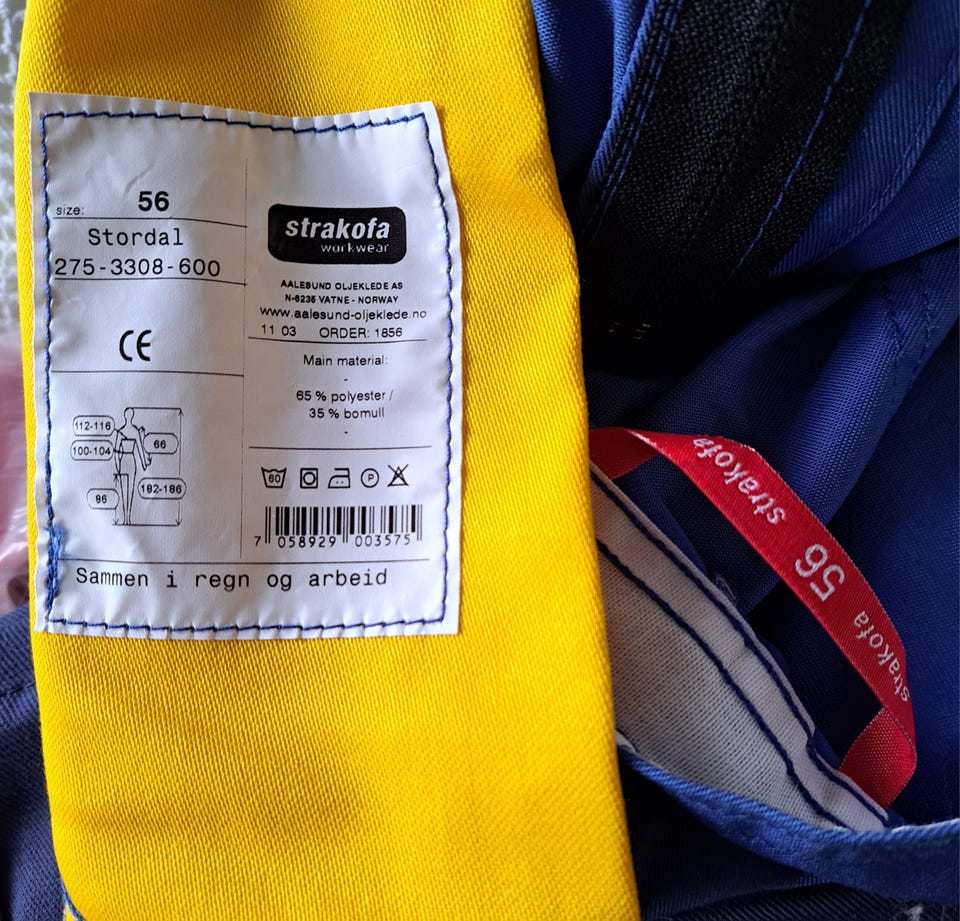 size: 56
Stordal
275-3308-600
CE
112-116
100-104
66
182-186
86
strakofa
workwear
AALESUND OLJEKLEDE AS
N-6235 VATNE - NORWAY
www.aalesund-oljeklede.no
11 03 ORDER: 1856
Main material:
-
65 % polyester /
35 % bomull
-
60
P
7 058929 003575
Sammen i regn og arbeid
strakofa
56
strakofa
strakofa